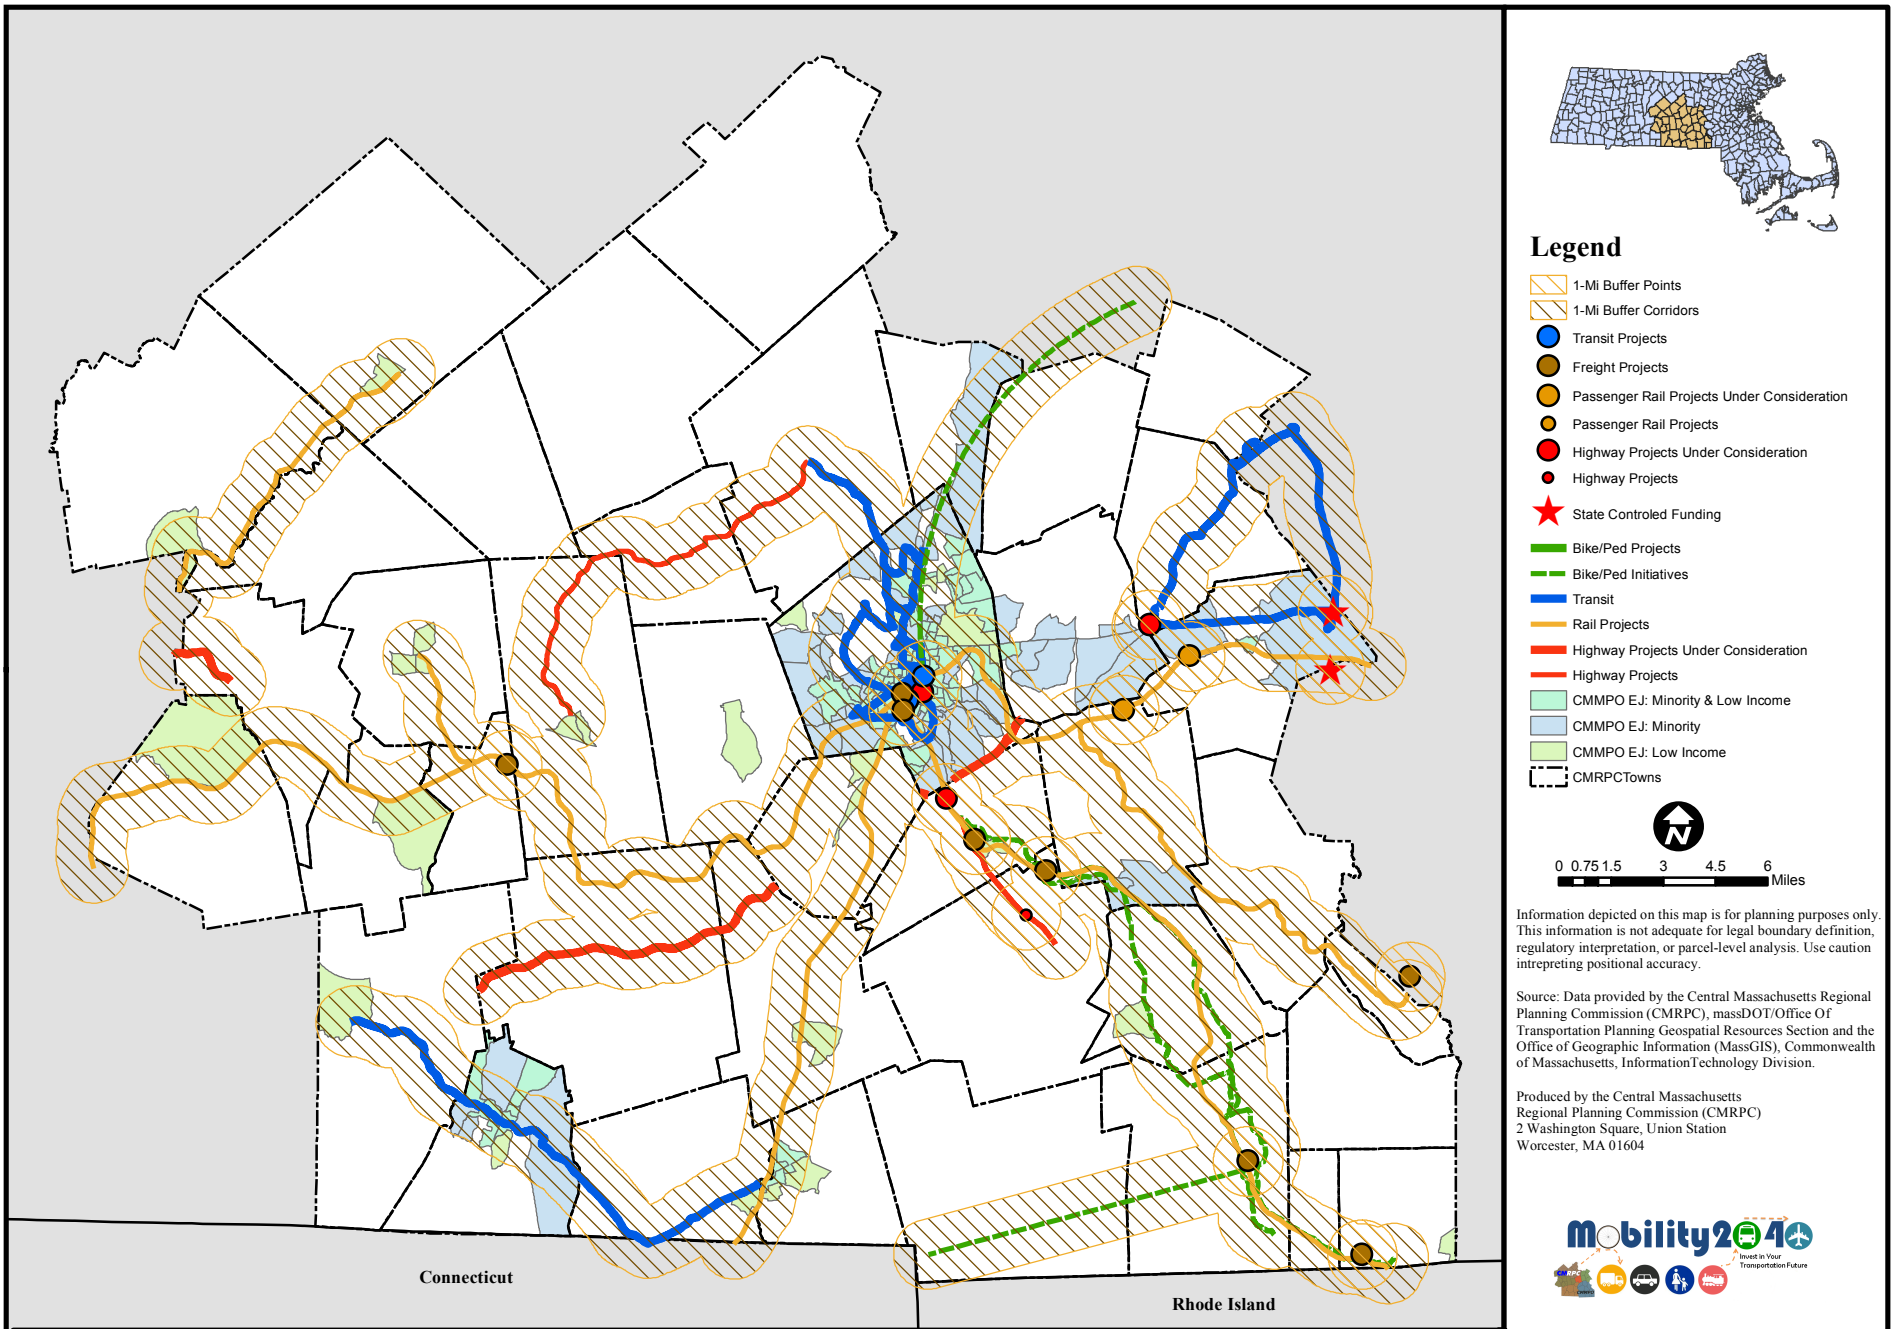 Legend
1-Mi Buffer Points
1-Mi Buffer Corridors
Transit Projects
Freight Projects
Passenger Rail Projects Under Consideration
Passenger Rail Projects
Highway Projects Under Consideration
Highway Projects
State Controled Funding
Bike/Ped Projects
Bike/Ped Initiatives
Transit
Rail Projects
Highway Projects Under Consideration
Highway Projects
CMMPO EJ: Minority & Low Income
CMMPO EJ: Minority
CMMPO EJ: Low Income
CMRPCTowns
N
0 0.75 1.5 3 4.5 6
Miles
Information depicted on this map is for planning purposes only.
This information is not adequate for legal boundary definition,
regulatory interpretation, or parcel-level analysis. Use caution
intrepreting positional accuracy.
Source: Data provided by the Central Massachusetts Regional
Planning Commission (CMRPC), massDOT/Office Of
Transportation Planning Geospatial Resources Section and the
Office of Geographic Information (MassGIS), Commonwealth
of Massachusetts, InformationTechnology Division.
Produced by the Central Massachusetts
Regional Planning Commission (CMRPC)
2 Washington Square, Union Station
Worcester, MA 01604
Mobility2040
Invest in Your
Transportation Future
CMRPC
Connecticut
Rhode Island